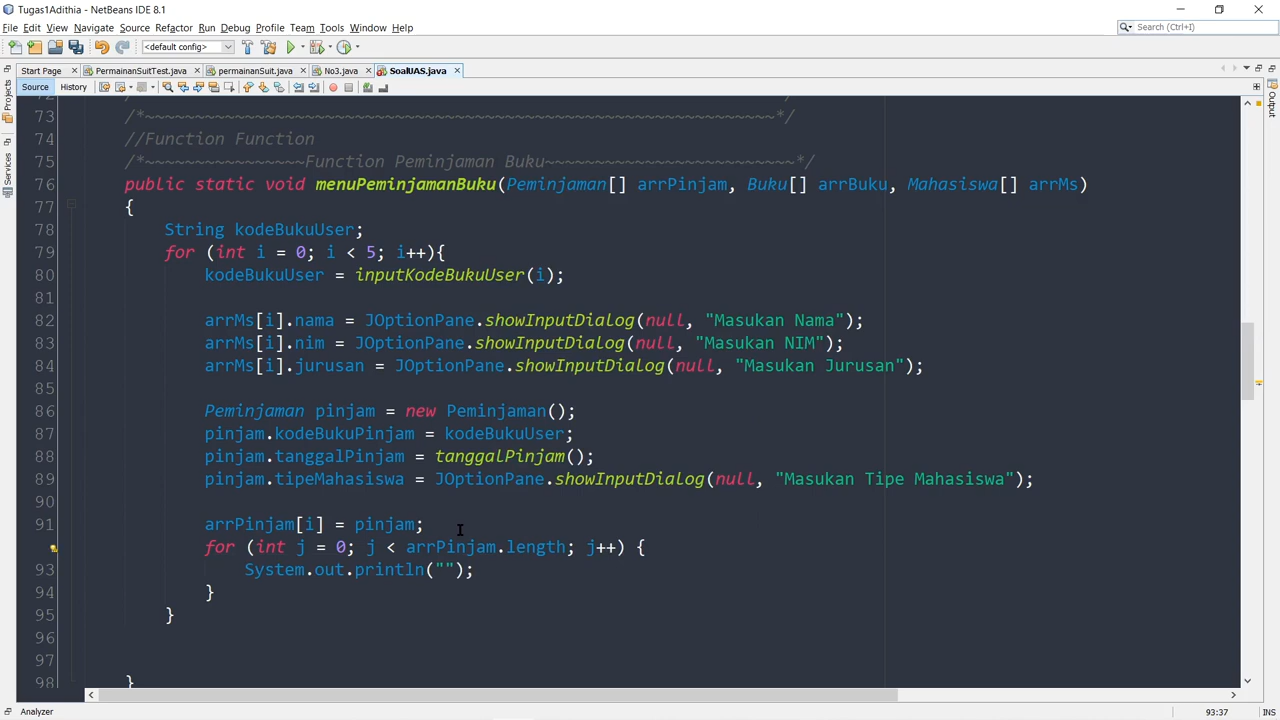 Tugas1Adithia - NetBeans IDE 8.1
File Edit View Navigate Source Refactor Run Debug Profile Team Tools Window Help
Search (Ctrl+I)
<default config>
Start Page PermainanSuitTest.java permainanSuit.java No3.java SoalUAS.java
Source History
Projects
Services
Output
73 /*~~~~~~~~~~~~~~~~~~~~~~~~~~~~~~~~~~~~~~~~~~~~~~~~~~~~~~~~~~~~~~~*/
74 //Function Function
75 /*~~~~~~~~~~~~~~~~Function Peminjaman Buku~~~~~~~~~~~~~~~~~~~~~~~~~*/
76 public static void menuPeminjamanBuku(Peminjaman[] arrPinjam, Buku[] arrBuku, Mahasiswa[] arrMs)
77 {
78 String kodeBukuUser;
79 for (int i = 0; i < 5; i++){
80 kodeBukuUser = inputKodeBukuUser(i);
81
82 arrMs[i].nama = JOptionPane.showInputDialog(null, "Masukan Nama");
83 arrMs[i].nim = JOptionPane.showInputDialog(null, "Masukan NIM");
84 arrMs[i].jurusan = JOptionPane.showInputDialog(null, "Masukan Jurusan");
85
86 Peminjaman pinjam = new Peminjaman();
87 pinjam.kodeBukuPinjam = kodeBukuUser;
88 pinjam.tanggalPinjam = tanggalPinjam();
89 pinjam.tipeMahasiswa = JOptionPane.showInputDialog(null, "Masukan Tipe Mahasiswa");
90
91 arrPinjam[i] = pinjam;
for (int j = 0; j < arrPinjam.length; j++) {
93 System.out.println("");
94 }
95 }
96
97
98 }
Analyzer
93:37 INS